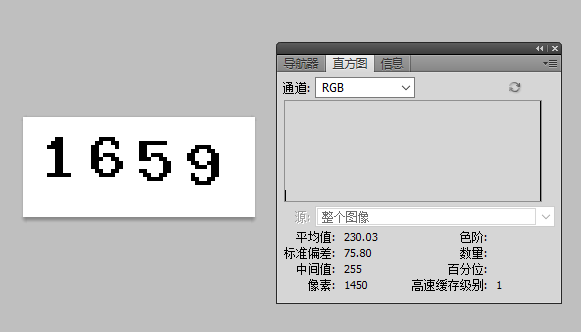 1659
导航器 直方图 信息
通道: RGB
源: 整个图像
平均值: 230.03 色阶:
标准偏差: 75.80 数量:
中间值: 255 百分位:
像素: 1450 高速缓存级别: 1